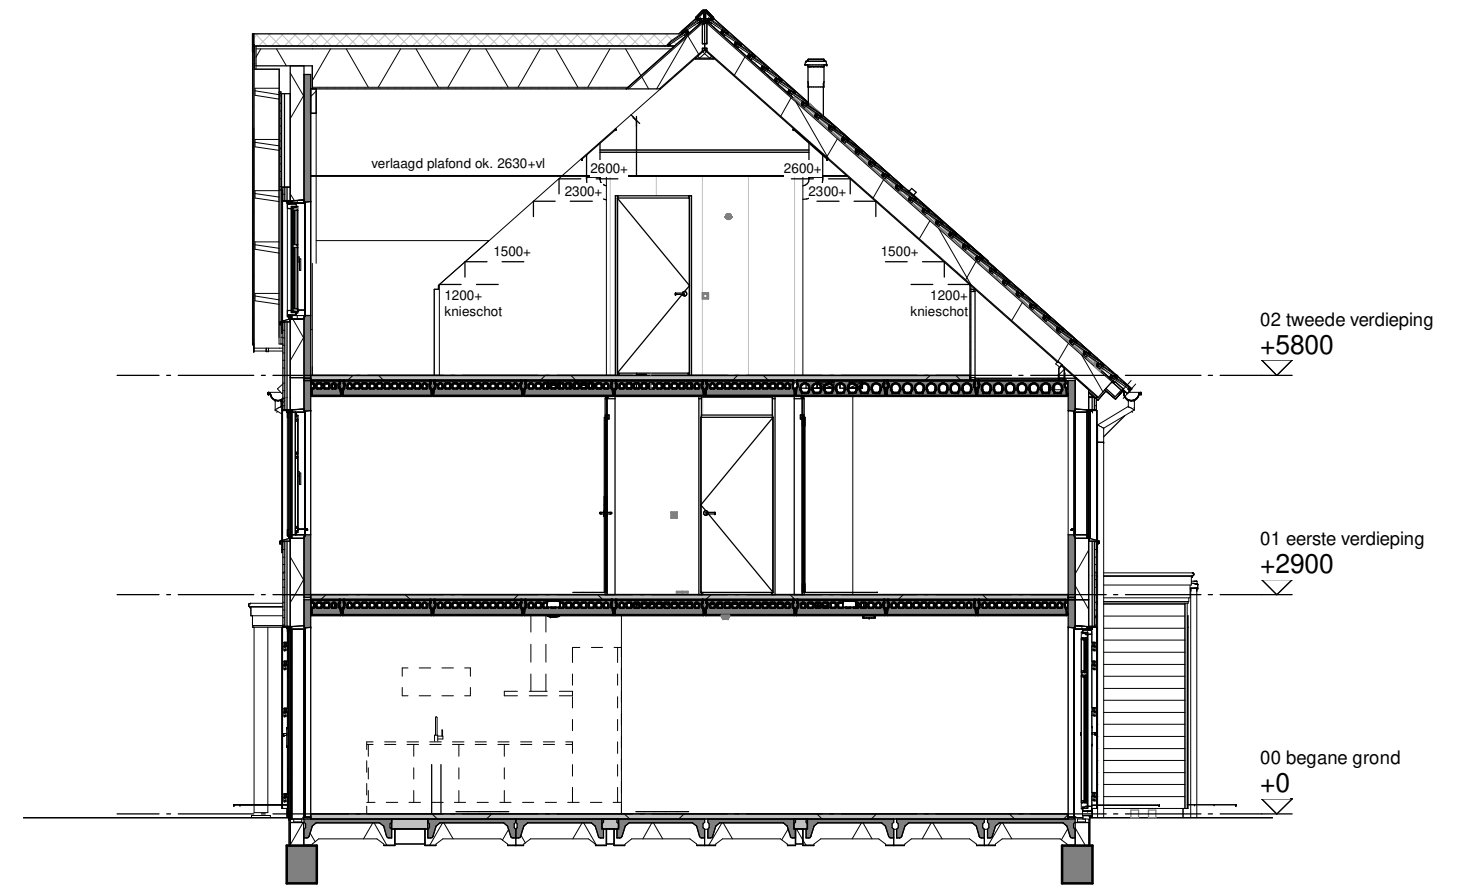 verlaagd plafond ok. 2630+vl
2600+
2600+
2300+
2300+
1500+
1500+
1200+
knieschot
1200+
knieschot
02 tweede verdieping
+5800
01 eerste verdieping
+2900
00 begane grond
+0